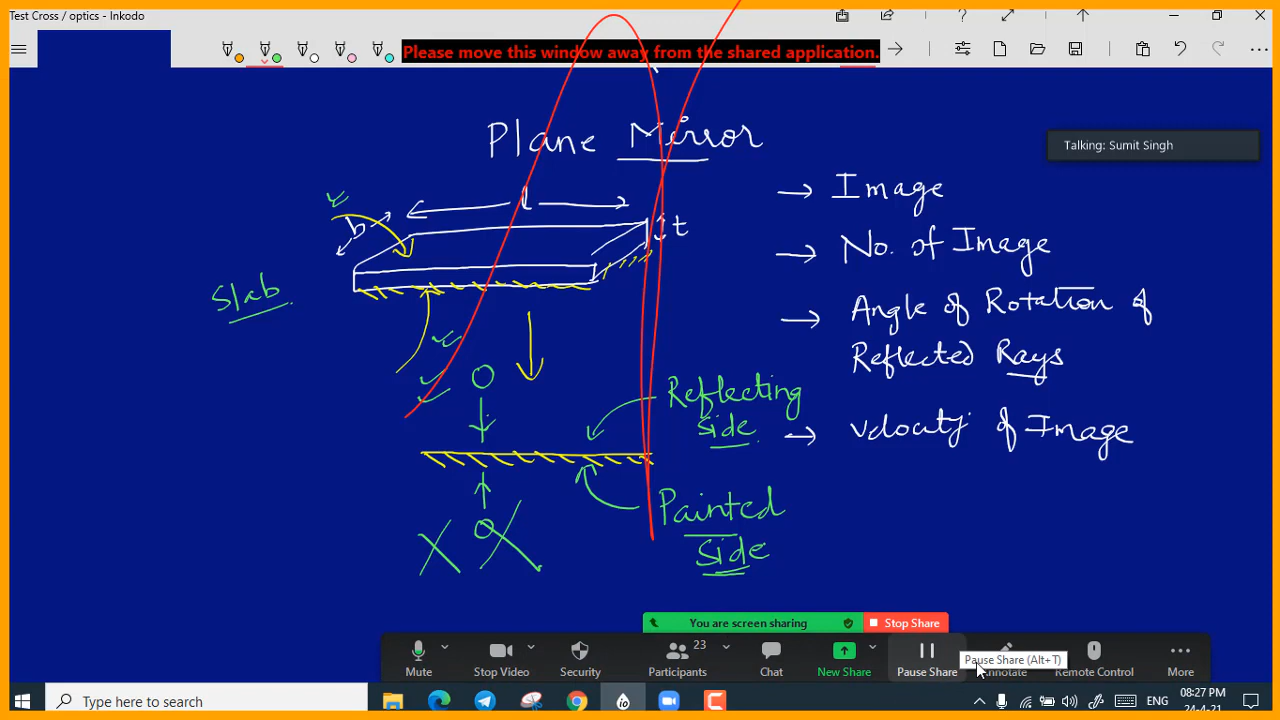 Test Cross / optics - Inkodo
Please move this window away from the shared application.
Plane Mirror
Talking: Sumit Singh
→ Image
→ No. of Image
→ Angle of Rotation of
Reflected Rays
→ Velocity of Image
l
b
t
Slab
O
Reflecting
Side
Painted
Side
O
You are screen sharing
Stop Share
Mute
Stop Video
Security
23
Participants
Chat
New Share
Pause Share
Pause Share (Alt+T)
Annotate
Remote Control
More
Type here to search
ENG
08:27 PM
24-4-21